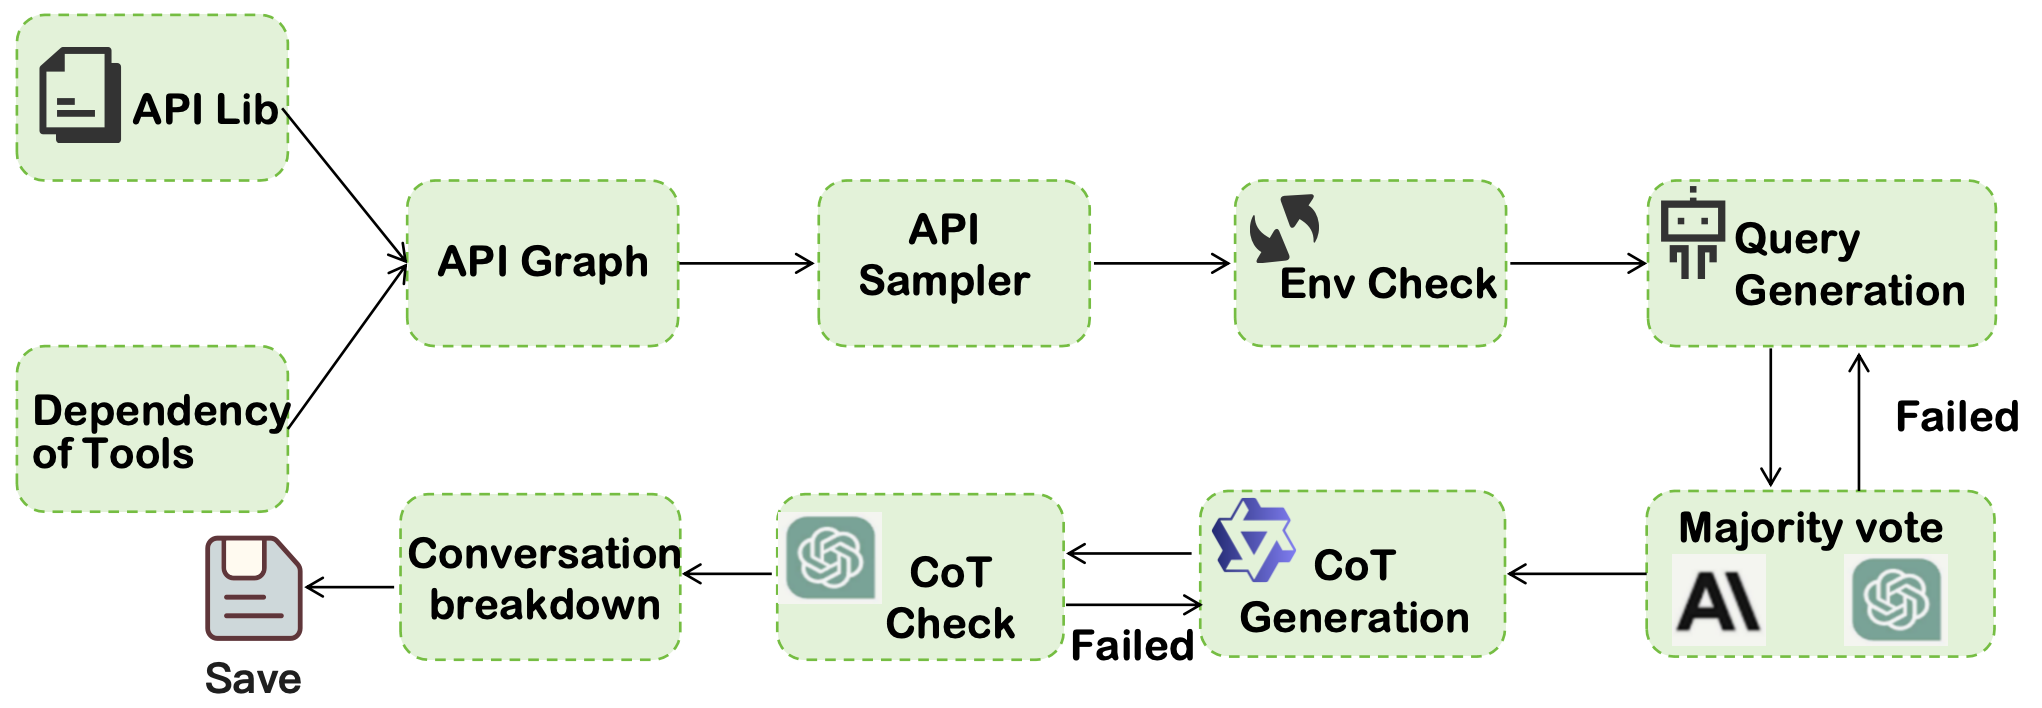 API Lib
Dependency
of Tools
API Graph
API
Sampler
Env Check
Query
Generation
Failed
Majority vote
A\
CoT
Generation
Failed
CoT
Check
Conversation
breakdown
Save